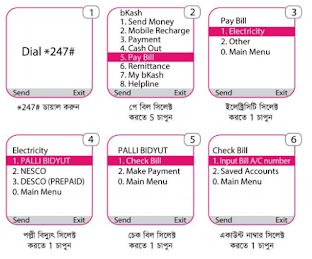 1
Dial *247#
Send Exit
*247# ডায়াল করুন
2
bKash
1. Send Money
2. Mobile Recharge
3. Payment
4. Cash Out
5. Pay Bill
6. Remittance
7. My bKash
8. Helpline
Send Exit
পে বিল সিলেক্ট
করতে 5 চাপুন
3
Pay Bill
1. Electricity
2. Other
0. Main Menu
Send Exit
ইলেক্ট্রিসিটি সিলেক্ট
করতে 1 চাপুন
4
Electricity
1. PALLI BIDYUT
2. NESCO
3. DESCO (PREPAID)
0. Main Menu
Send Exit
পল্লী বিদ্যুৎ সিলেক্ট
করতে 1 চাপুন
5
PALLI BIDYUT
1. Check Bill
2. Make Payment
0. Main Menu
Send Exit
চেক বিল সিলেক্ট
করতে 1 চাপুন
6
Check Bill
1. Input Bill A/C number
2. Saved Accounts
0. Main Menu
Send Exit
একাউন্ট নাম্বার সিলেক্ট
করতে 1 চাপুন